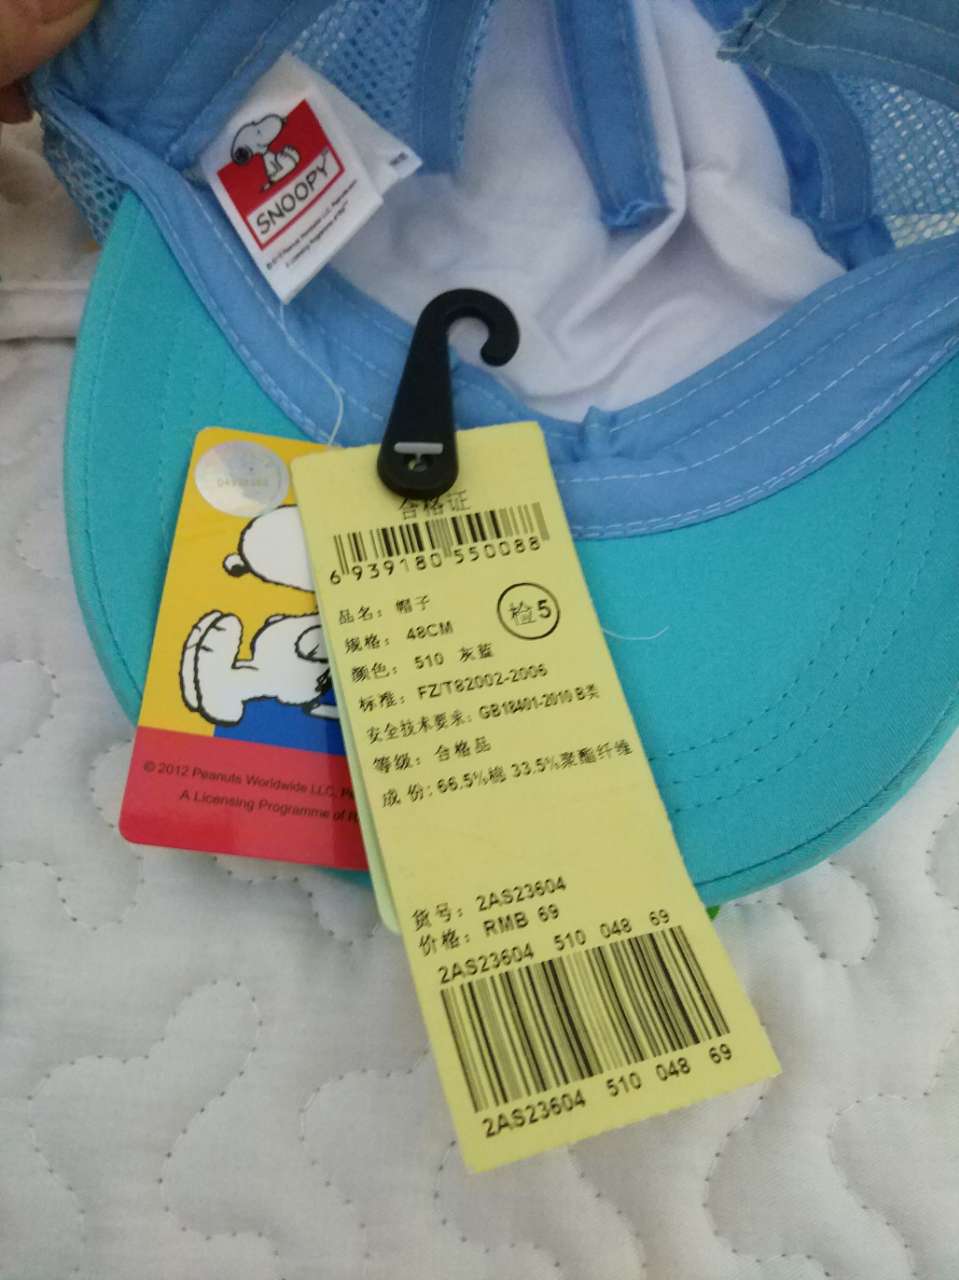 SNOOPY
合格证
6 939180 550088
品名：帽子
检5
规格：48CM
颜色：510 灰蓝
标准：FZ/T82002-2006
安全技术要求：GB18401-2010 B类
等级：合格品
成份：66.5%棉 33.5%聚酯纤维
货号：2AS23604
价格：RMB 69
2AS23604 510 048 69
2AS23604 510 048 69
© 2012 Peanuts Worldwide LLC,
A Licensing Programme of